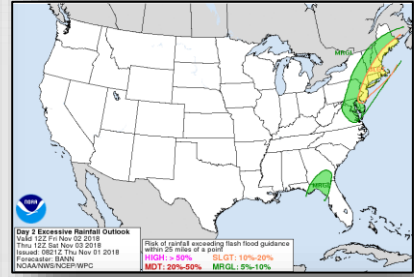 MRGL
MRGL
NOAA
Day 2 Excessive Rainfall Outlook
Valid 12Z Fri Nov 02 2018
Thru 12Z Sat Nov 03 2018
Issued: 0821Z Thu Nov 01 2018
Forecaster: BANN
NOAA/NWS/NCEP/WPC
Risk of rainfall exceeding flash flood guidance
within 25 miles of a point
HIGH: > 50% SLGT: 10%-20%
MDT: 20%-50% MRGL: 5%-10%